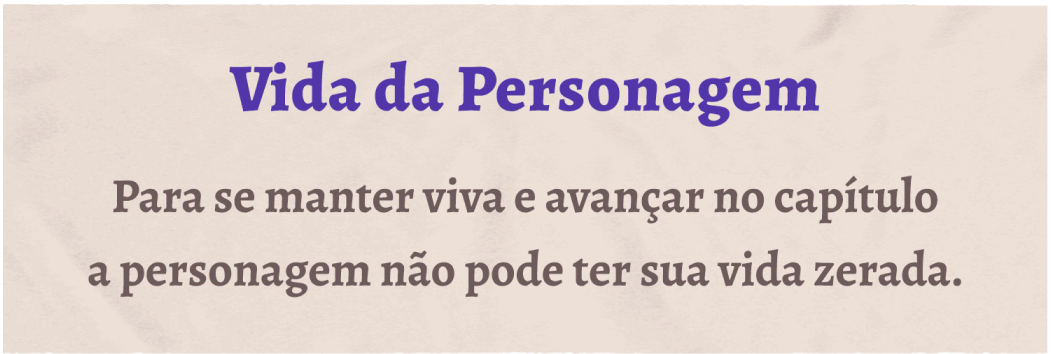 Vida da Personagem
Para se manter viva e avançar no capítulo
a personagem não pode ter sua vida zerada.